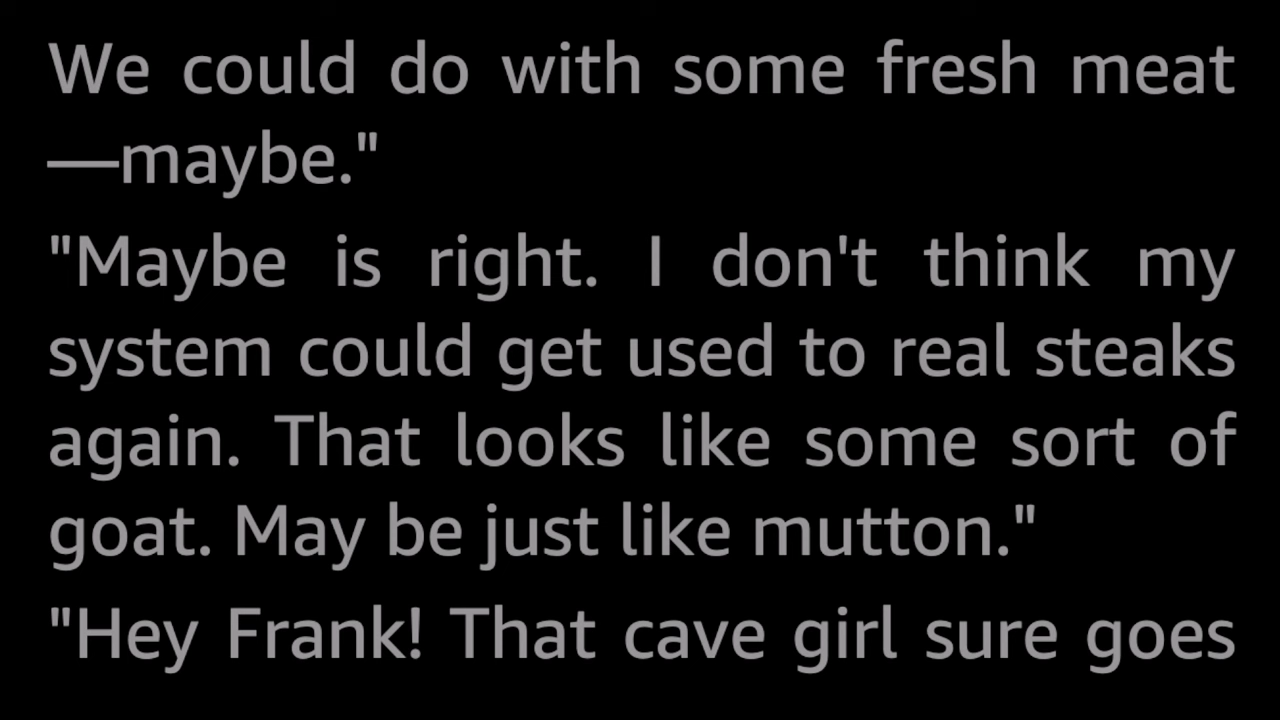 We could do with some fresh meat
—maybe."
"Maybe is right. I don't think my
system could get used to real steaks
again. That looks like some sort of
goat. May be just like mutton."
"Hey Frank! That cave girl sure goes